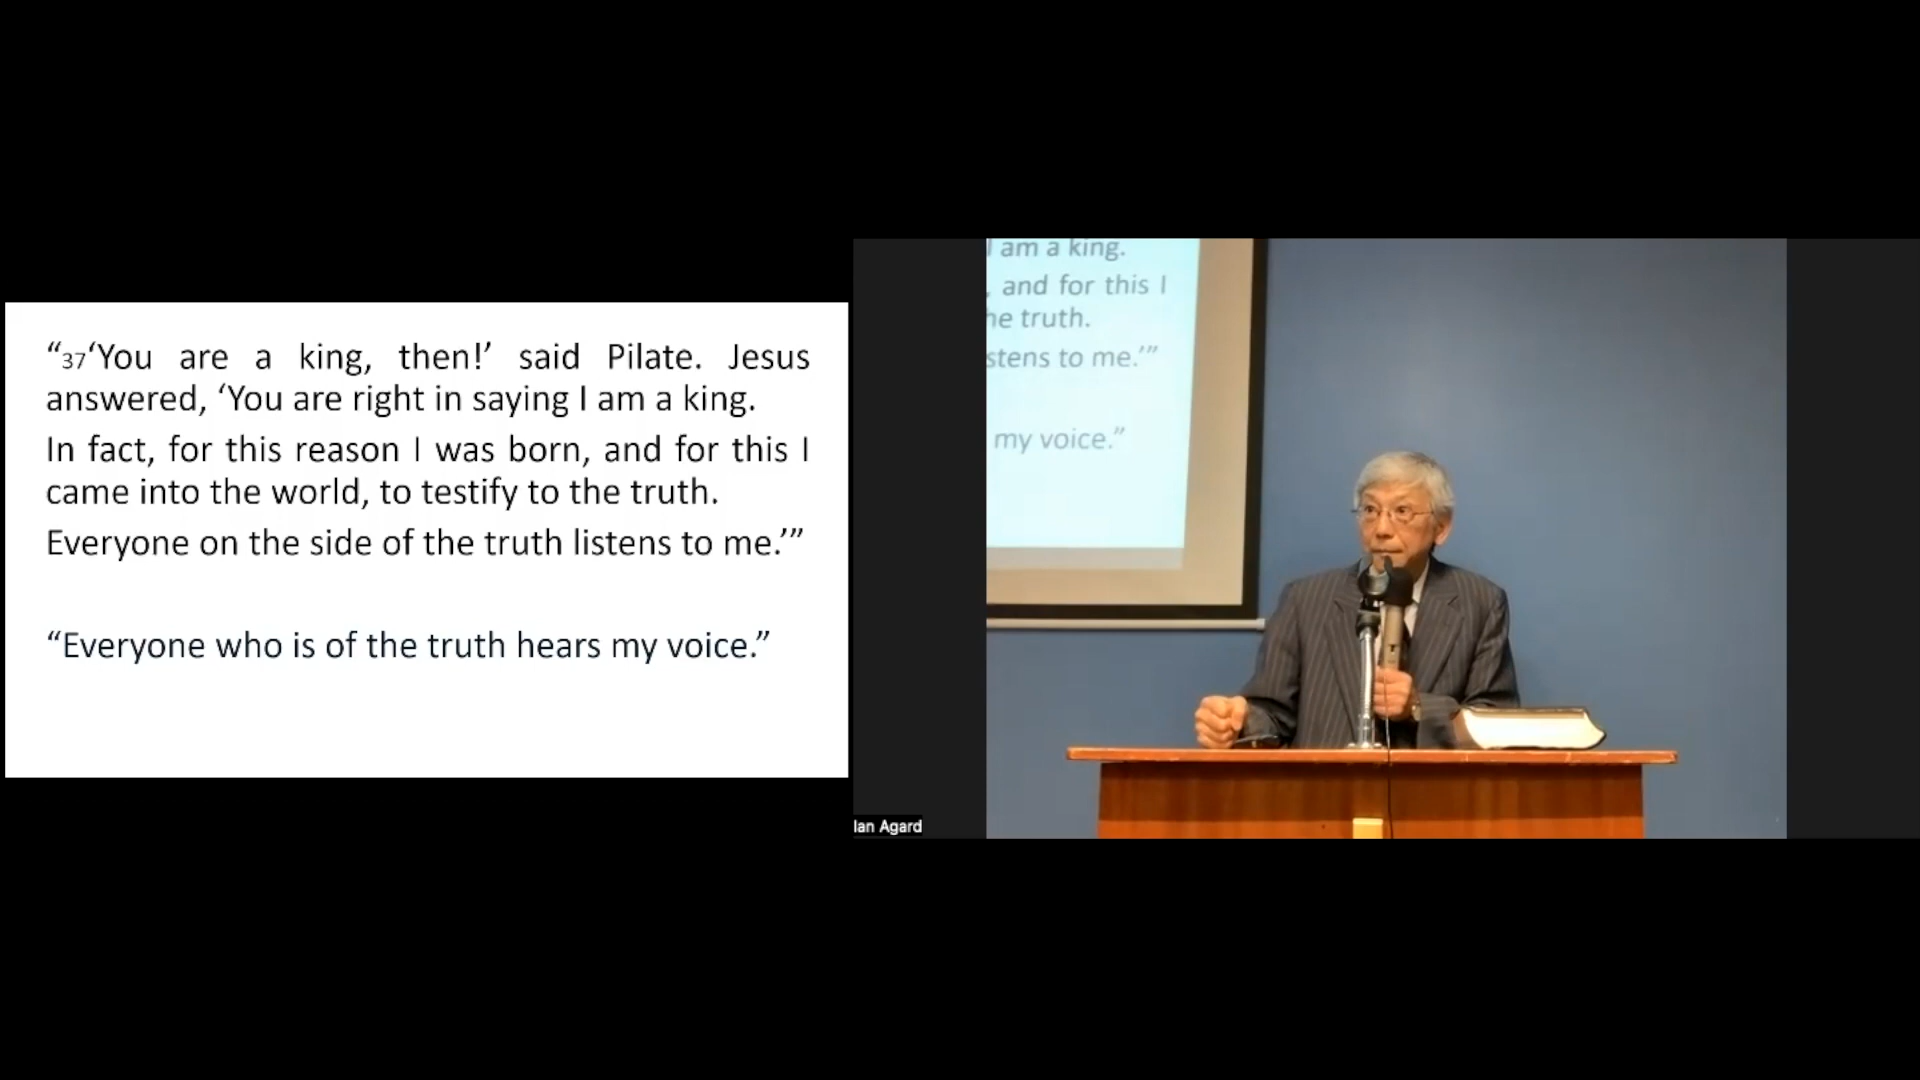 “37‘You are a king, then!’ said Pilate. Jesus
answered, ‘You are right in saying I am a king.
In fact, for this reason I was born, and for this I
came into the world, to testify to the truth.
Everyone on the side of the truth listens to me.’”
“Everyone who is of the truth hears my voice.”
I am a king.
, and for this I
he truth.
stens to me.’”
my voice.”
Ian Agard